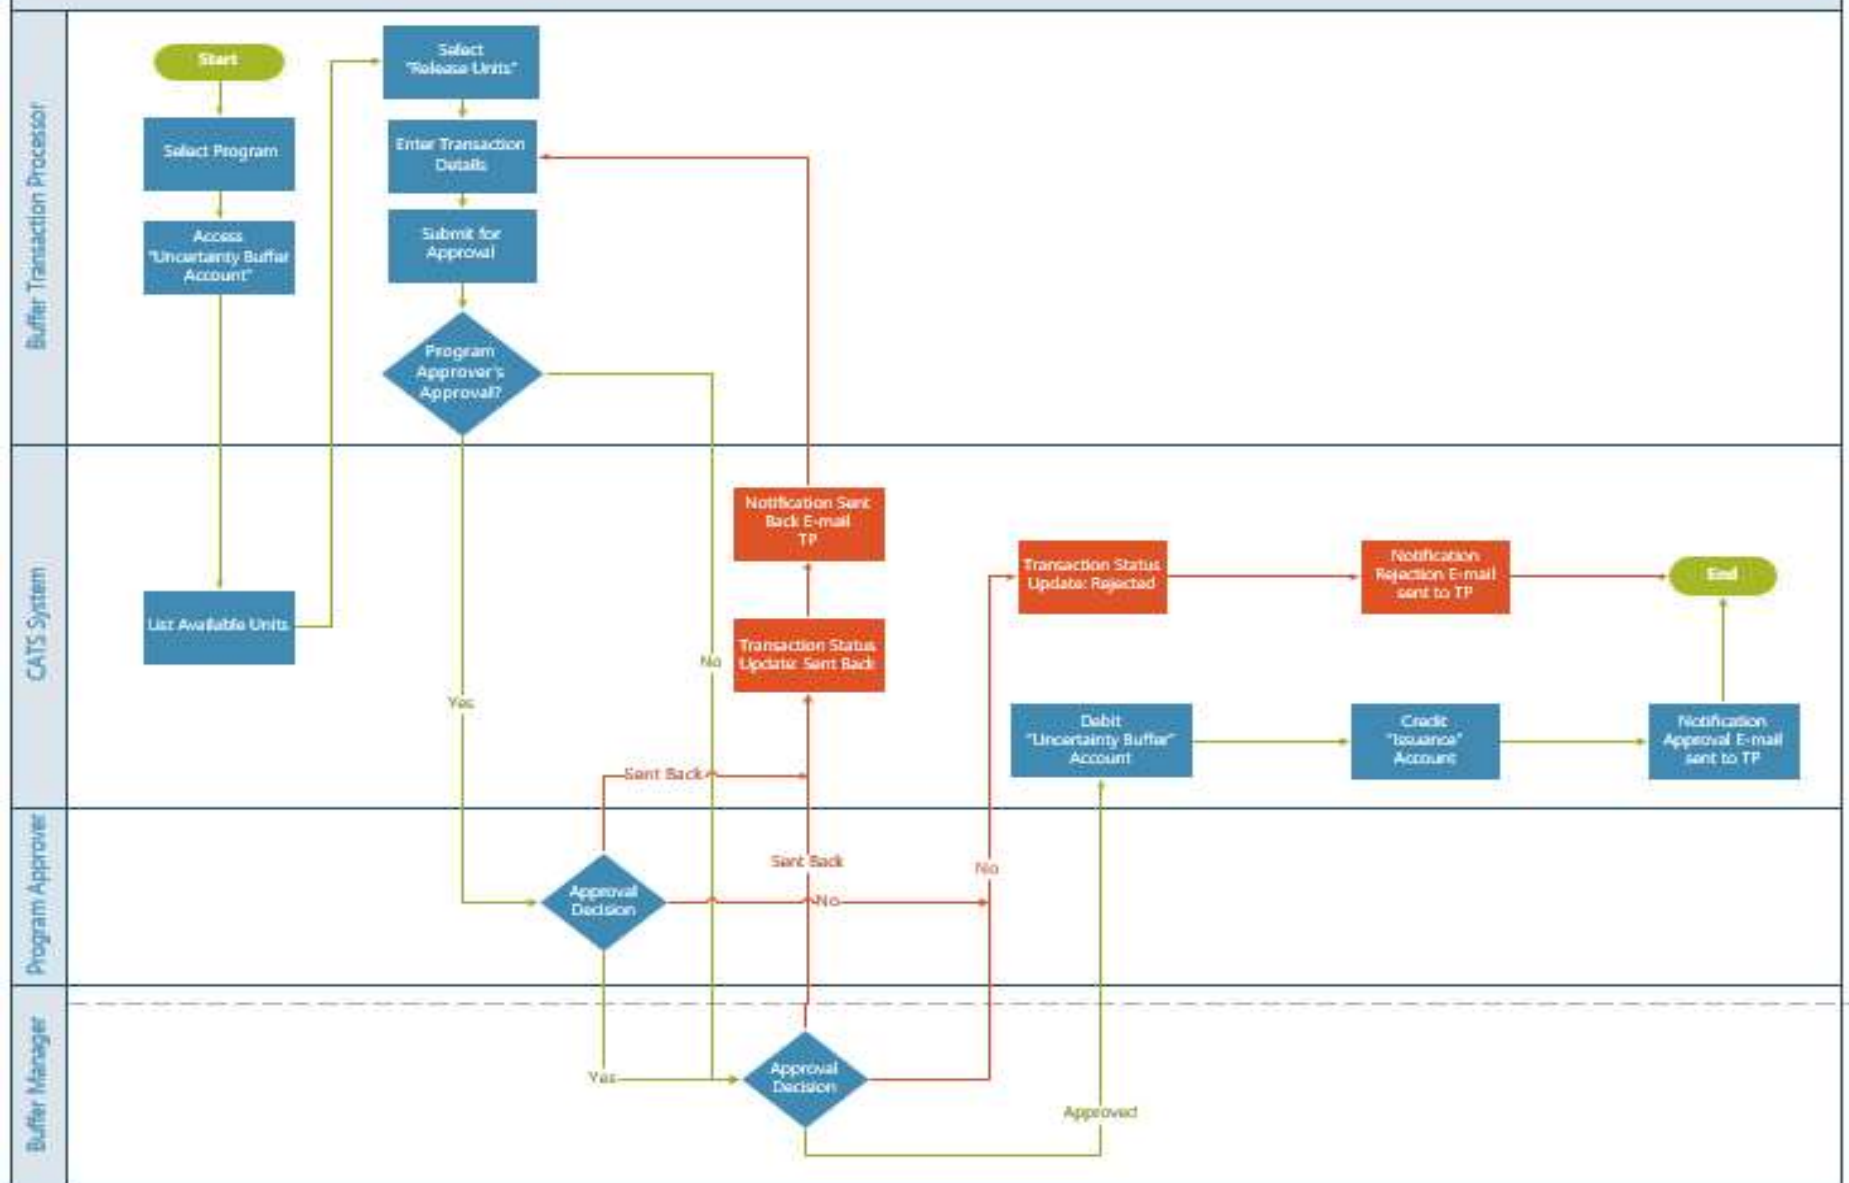 Buffer Transaction Processor
Start
Select Program
Access
"Uncertainty Buffer
Account"
Select
"Release Units"
Enter Transaction
Details
Submit for
Approval
Program
Approver's
Approval?
CATS System
List Available Units
Yes
No
Notification Sent
Back E-mail
TP
Transaction Status
Update: Sent Back
Sent Back
Transaction Status
Update: Rejected
Notification
Rejection E-mail
sent to TP
End
Debit
"Uncertainty Buffer"
Account
Credit
"Issuance"
Account
Notification
Approval E-mail
sent to TP
Program Approver
Approval
Decision
Sent Back
No
No
Buffer Manager
Yes
Approval
Decision
Approved